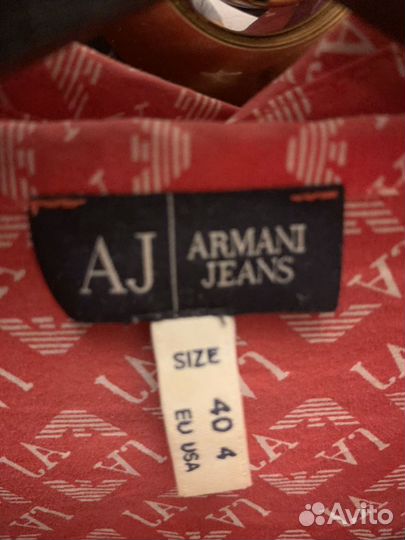 AJ
ARMANI
JEANS
SIZE
40 4
EU USA
Avito